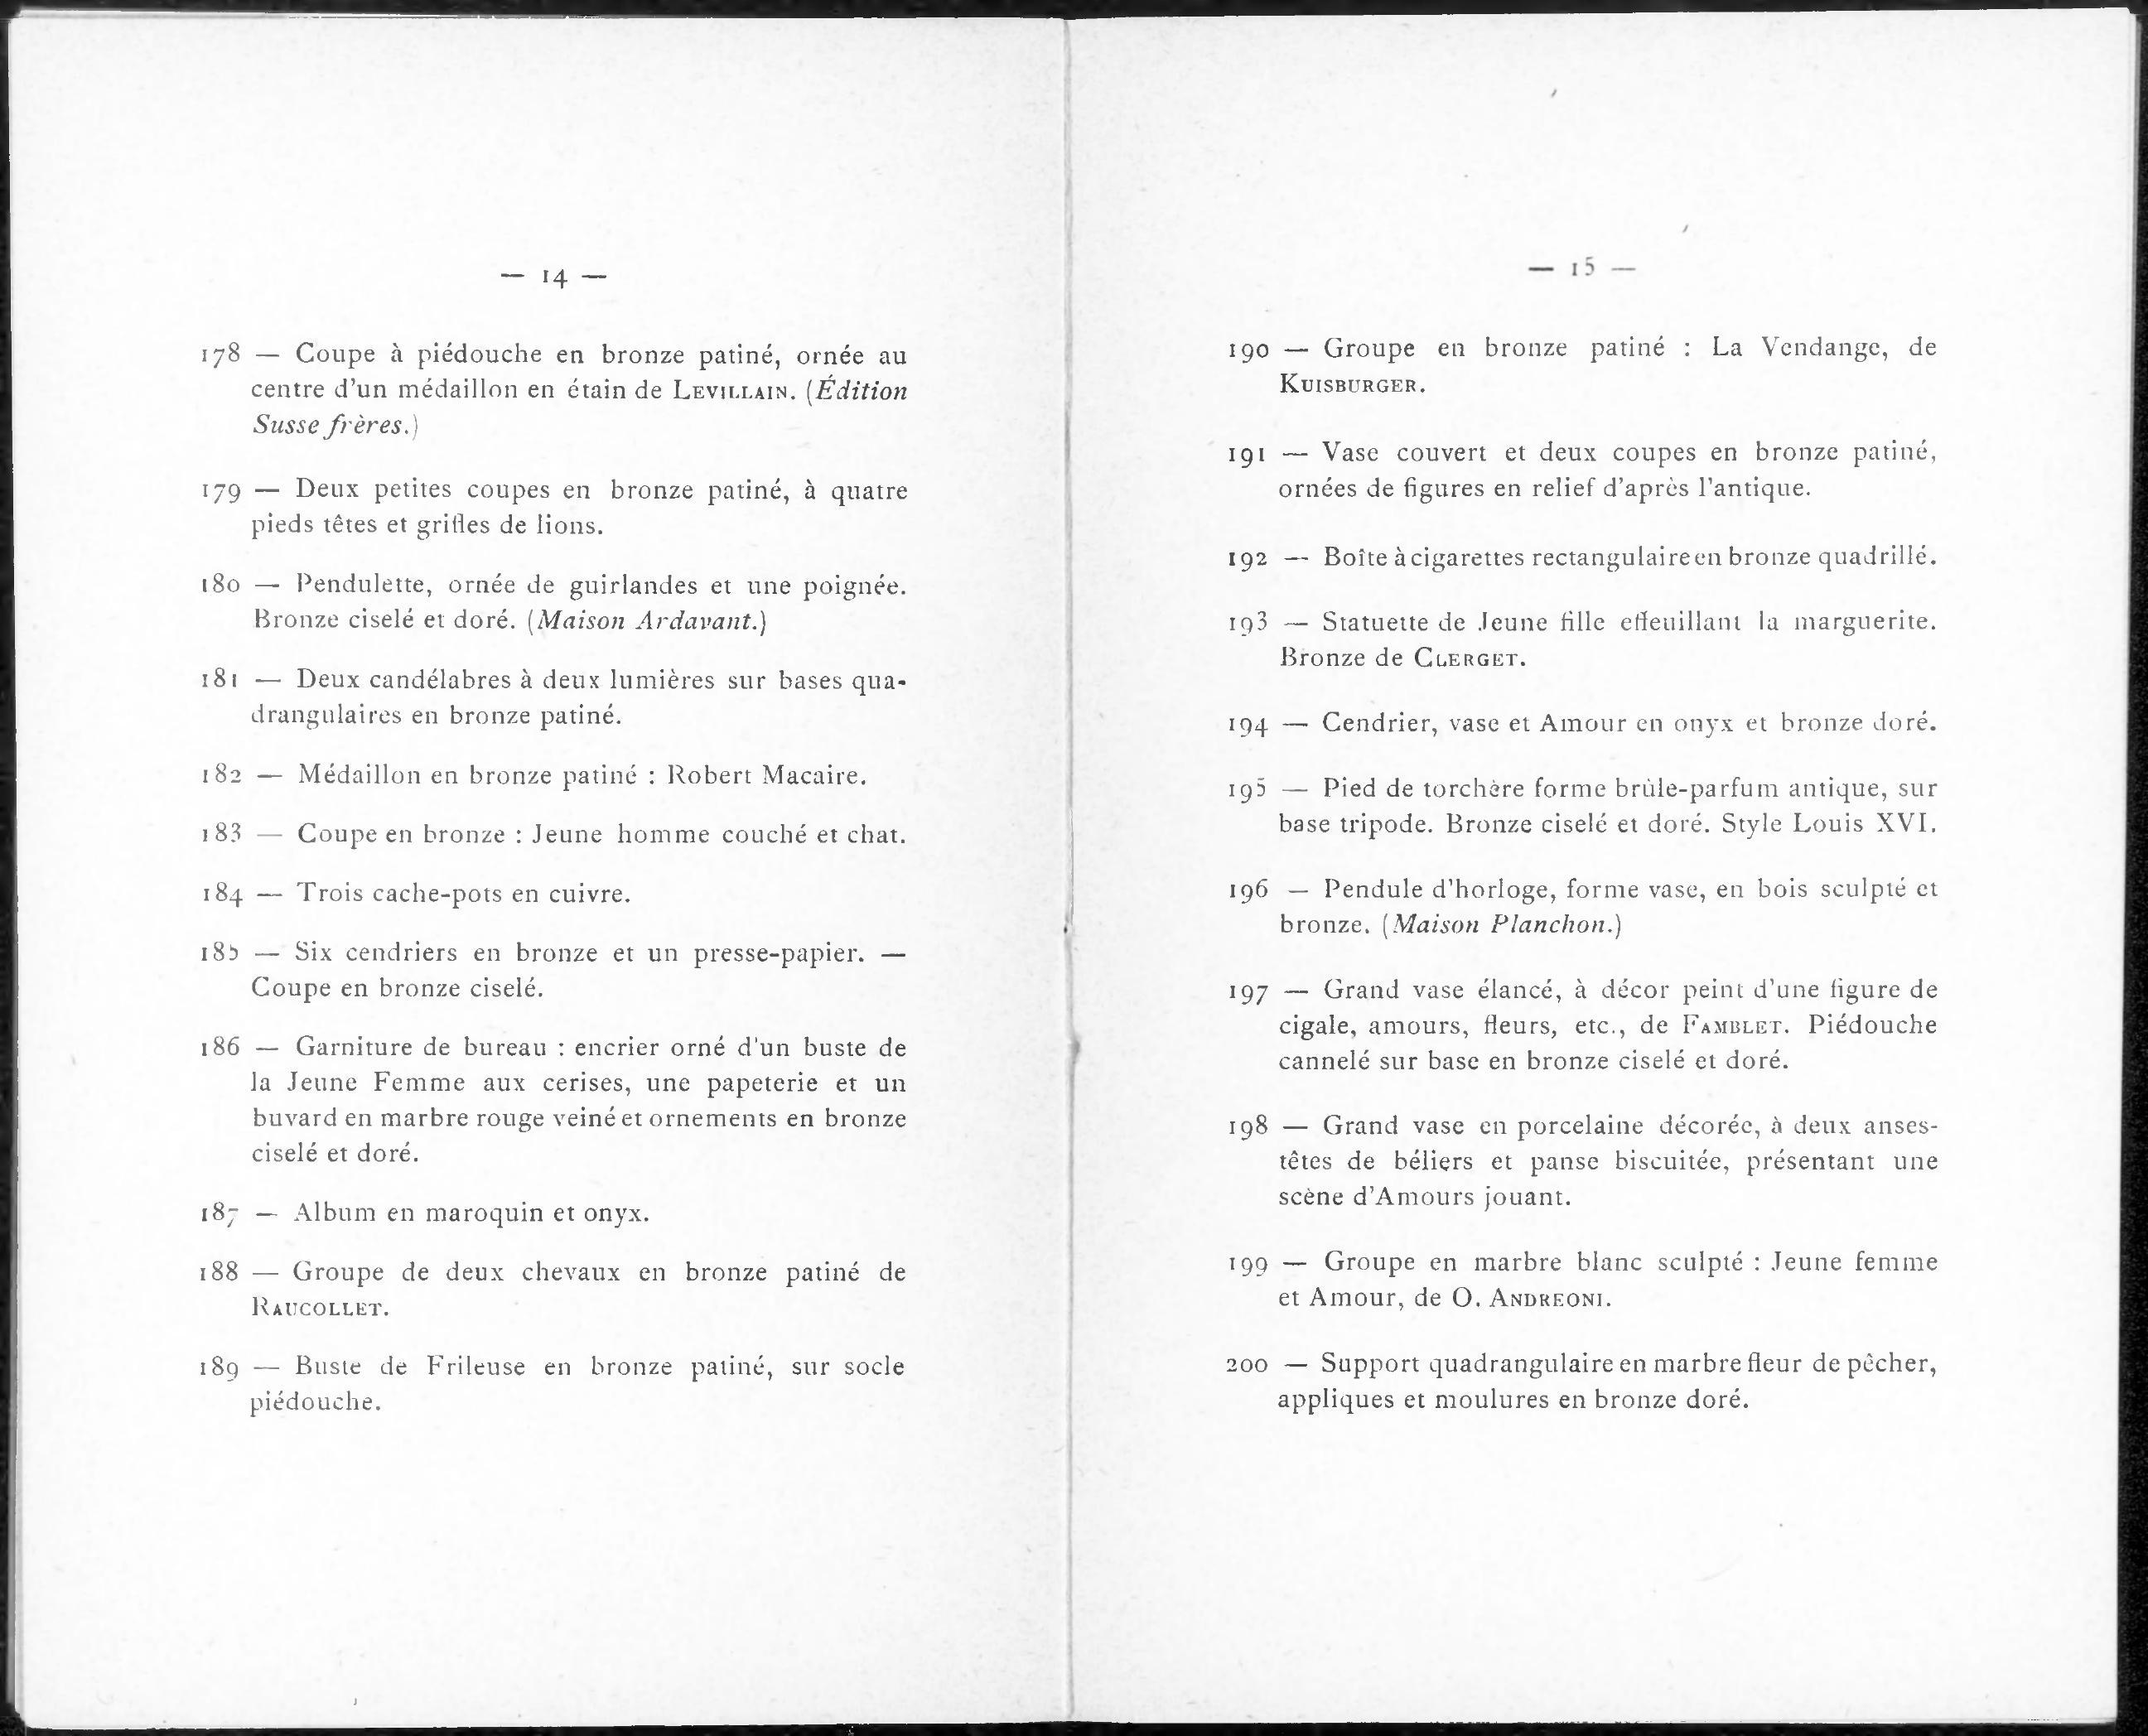 — 14 —
178 — Coupe à piédouche en bronze patiné, ornée au
centre d'un médaillon en étain de LEVILLAIN. (Édition
Susse frères.)
179 — Deux petites coupes en bronze patiné, à quatre
pieds têtes et griffes de lions.
180 — Pendulette, ornée de guirlandes et une poignée.
Bronze ciselé et doré. (Maison Ardavant.)
181 — Deux candélabres à deux lumières sur bases qua-
drangulaires en bronze patiné.
182 — Médaillon en bronze patiné : Robert Macaire.
183 — Coupe en bronze : Jeune homme couché et chat.
184 — Trois cache-pots en cuivre.
185 — Six cendriers en bronze et un presse-papier. —
Coupe en bronze ciselé.
186 — Garniture de bureau : encrier orné d'un buste de
la Jeune Femme aux cerises, une papeterie et un
buvard en marbre rouge veiné et ornements en bronze
ciselé et doré.
187 — Album en maroquin et onyx.
188 — Groupe de deux chevaux en bronze patiné de
RAUCOLLET.
189 — Buste de Frileuse en bronze patiné, sur socle
piédouche.
— 15 —
190 — Groupe en bronze patiné : La Vendange, de
KUISBURGER.
191 — Vase couvert et deux coupes en bronze patiné,
ornées de figures en relief d'après l'antique.
192 — Boîte à cigarettes rectangulaire en bronze quadrillé.
193 — Statuette de Jeune fille effeuillant la marguerite.
Bronze de CLERGET.
194 — Cendrier, vase et Amour en onyx et bronze doré.
195 — Pied de torchère forme brûle-parfum antique, sur
base tripode. Bronze ciselé et doré. Style Louis XVI.
196 — Pendule d'horloge, forme vase, en bois sculpté et
bronze. (Maison Planchon.)
197 — Grand vase élancé, à décor peint d'une figure de
cigale, amours, fleurs, etc., de FAMBLET. Piédouche
cannelé sur base en bronze ciselé et doré.
198 — Grand vase en porcelaine décorée, à deux anses-
têtes de béliers et panse biscuitée, présentant une
scène d'Amours jouant.
199 — Groupe en marbre blanc sculpté : Jeune femme
et Amour, de O. ANDREONI.
200 — Support quadrangulaire en marbre fleur de pêcher,
appliques et moulures en bronze doré.